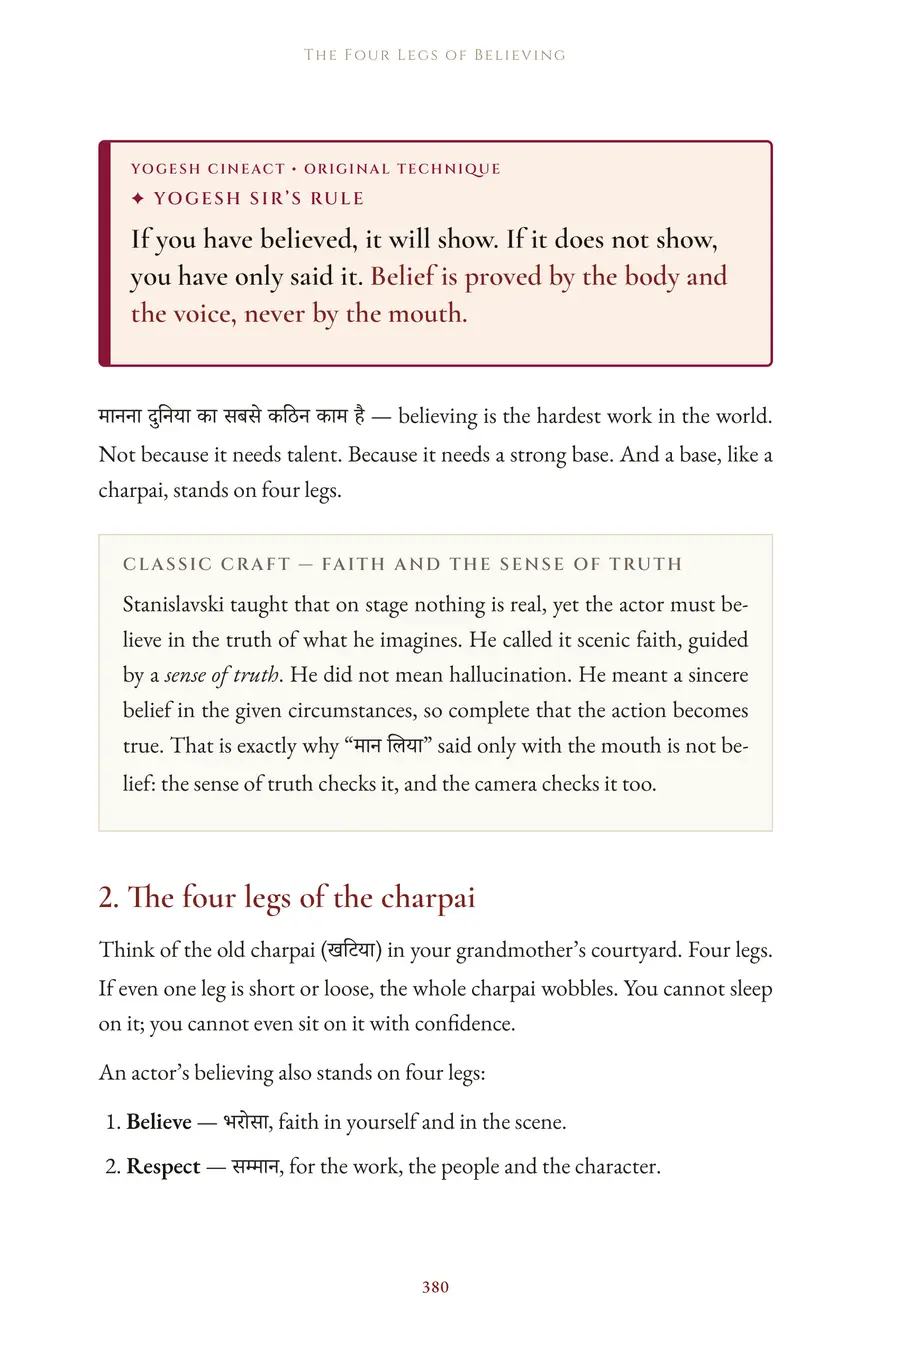 The Four Legs of Believing
YOGESH CINEACT • ORIGINAL TECHNIQUE
✦ YOGESH SIR’S RULE
If you have believed, it will show. If it does not show,
you have only said it. Belief is proved by the body and
the voice, never by the mouth.
मानना दुनिया का सबसे कठिन काम है — believing is the hardest work in the world.
Not because it needs talent. Because it needs a strong base. And a base, like a
charpai, stands on four legs.
CLASSIC CRAFT — FAITH AND THE SENSE OF TRUTH
Stanislavski taught that on stage nothing is real, yet the actor must be-
lieve in the truth of what he imagines. He called it scenic faith, guided
by a sense of truth. He did not mean hallucination. He meant a sincere
belief in the given circumstances, so complete that the action becomes
true. That is exactly why “मान लिया” said only with the mouth is not be-
lief: the sense of truth checks it, and the camera checks it too.
2. The four legs of the charpai
Think of the old charpai (खटिया) in your grandmother’s courtyard. Four legs.
If even one leg is short or loose, the whole charpai wobbles. You cannot sleep
on it; you cannot even sit on it with confidence.
An actor’s believing also stands on four legs:
1. Believe — भरोसा, faith in yourself and in the scene.
2. Respect — सम्मान, for the work, the people and the character.
380